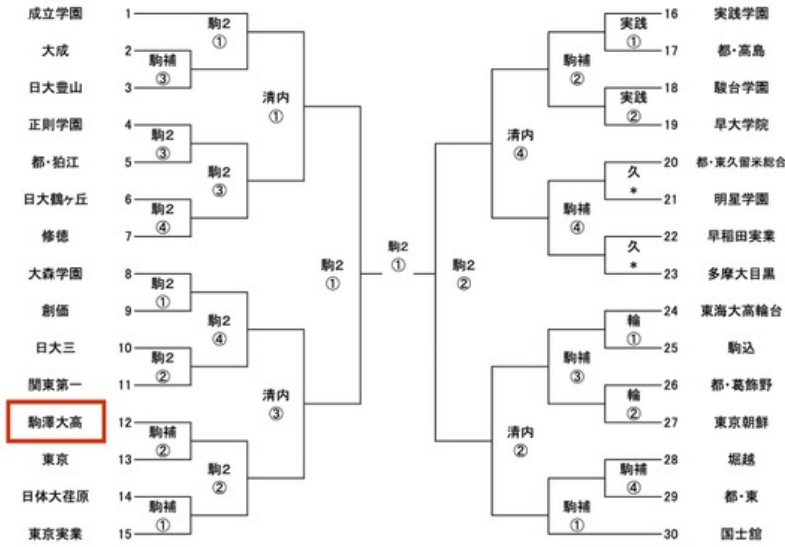 成立学園 1
大成 2
日大豊山 3
正則学園 4
都・狛江 5
日大鶴ヶ丘 6
修徳 7
大森学園 8
創価 9
日大三 10
関東第一 11
駒澤大高 12
東京 13
日体大荏原 14
東京実業 15
駒補
③
駒2
③
駒2
④
駒2
①
駒2
②
駒補
②
駒補
①
駒2
①
駒2
③
駒2
④
駒2
②
清内
①
清内
③
駒2
①
駒2
①
駒2
②
清内
④
清内
②
駒補
②
駒補
④
駒補
③
駒補
①
実践
①
実践
②
久
*
久
*
輪
①
輪
②
駒補
④
16 実践学園
17 都・高島
18 駿台学園
19 早大学院
20 都・東久留米総合
21 明星学園
22 早稲田実業
23 多摩大目黒
24 東海大高輪台
25 駒込
26 都・葛飾野
27 東京朝鮮
28 堀越
29 都・東
30 国士館